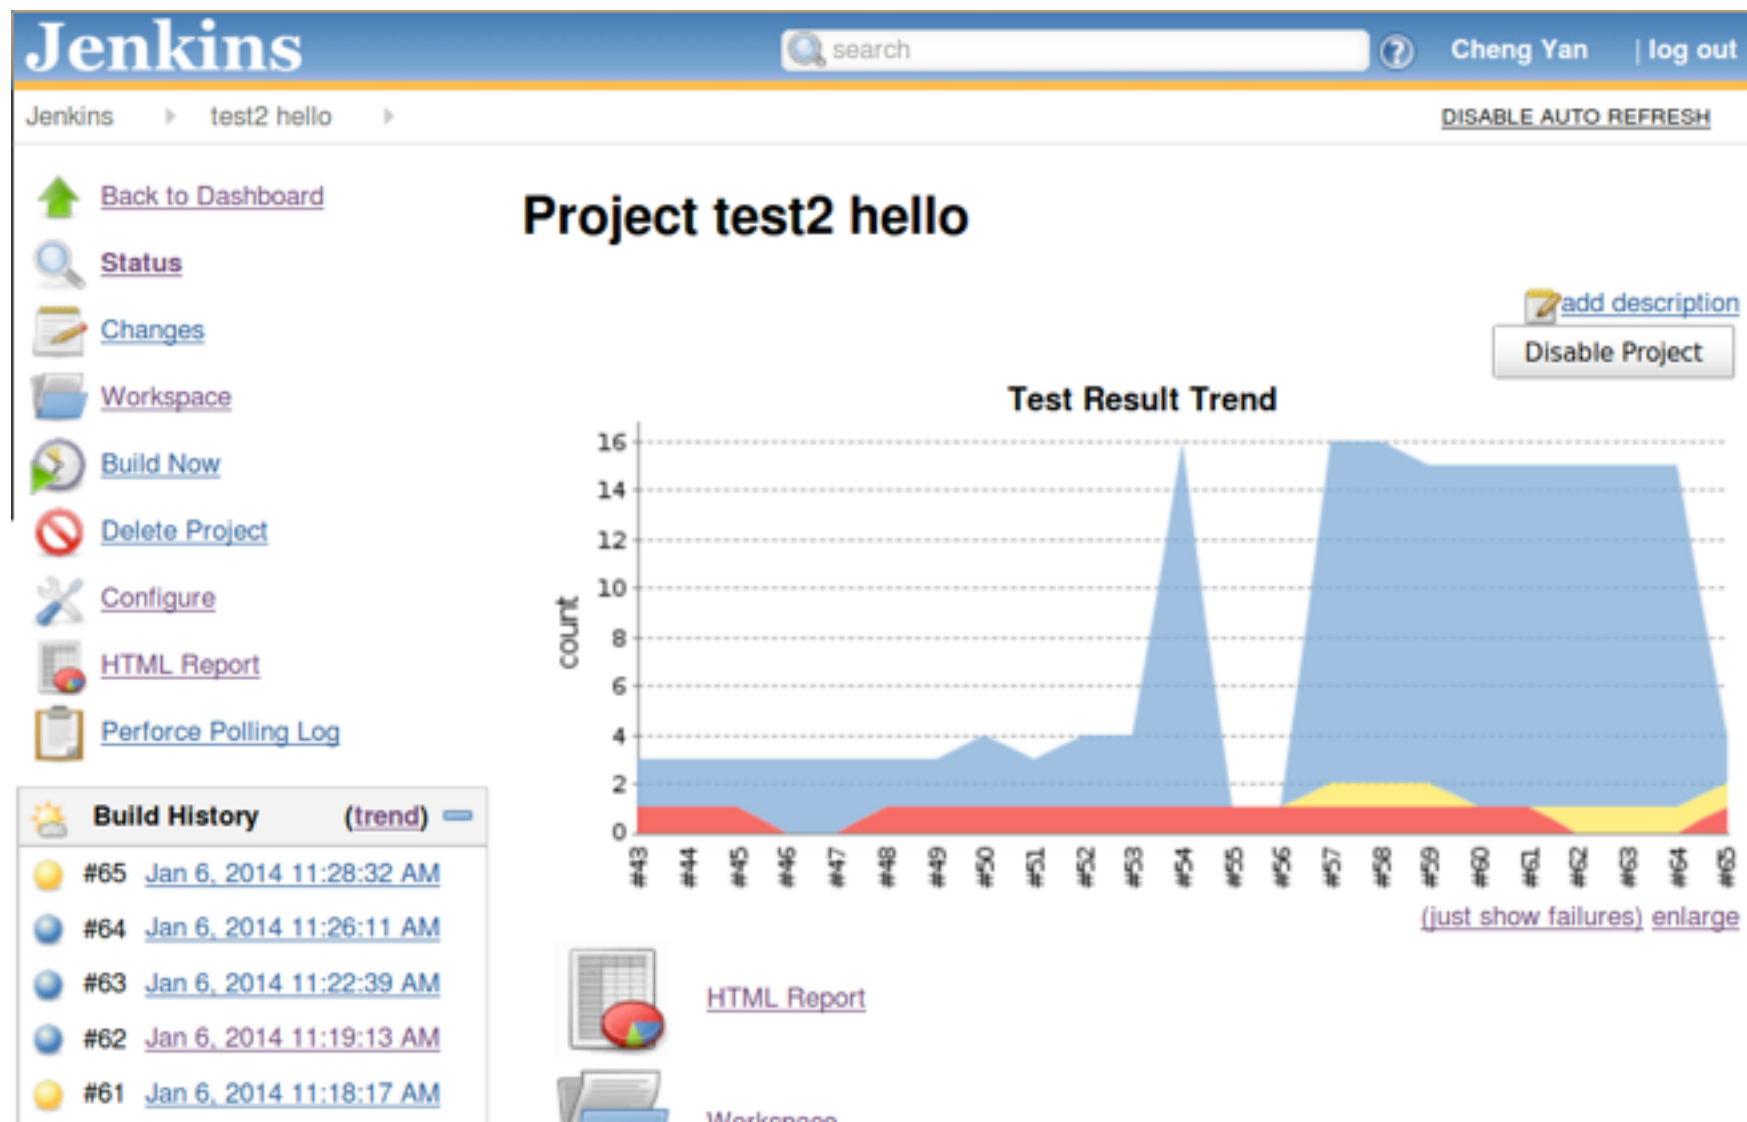 Jenkins
search
? Cheng Yan | log out
Jenkins test2 hello
DISABLE AUTO REFRESH
Back to Dashboard
Status
Changes
Workspace
Build Now
Delete Project
Configure
HTML Report
Perforce Polling Log
Build History (trend)
#65 Jan 6, 2014 11:28:32 AM
#64 Jan 6, 2014 11:26:11 AM
#63 Jan 6, 2014 11:22:39 AM
#62 Jan 6, 2014 11:19:13 AM
#61 Jan 6, 2014 11:18:17 AM
Project test2 hello
add description
Disable Project
Test Result Trend
count
16
14
12
10
8
6
4
2
0
#43 #44 #45 #46 #47 #48 #49 #50 #51 #52 #53 #54 #55 #56 #57 #58 #59 #60 #61 #62 #63 #64 #65
(just show failures) enlarge
HTML Report
Workspace